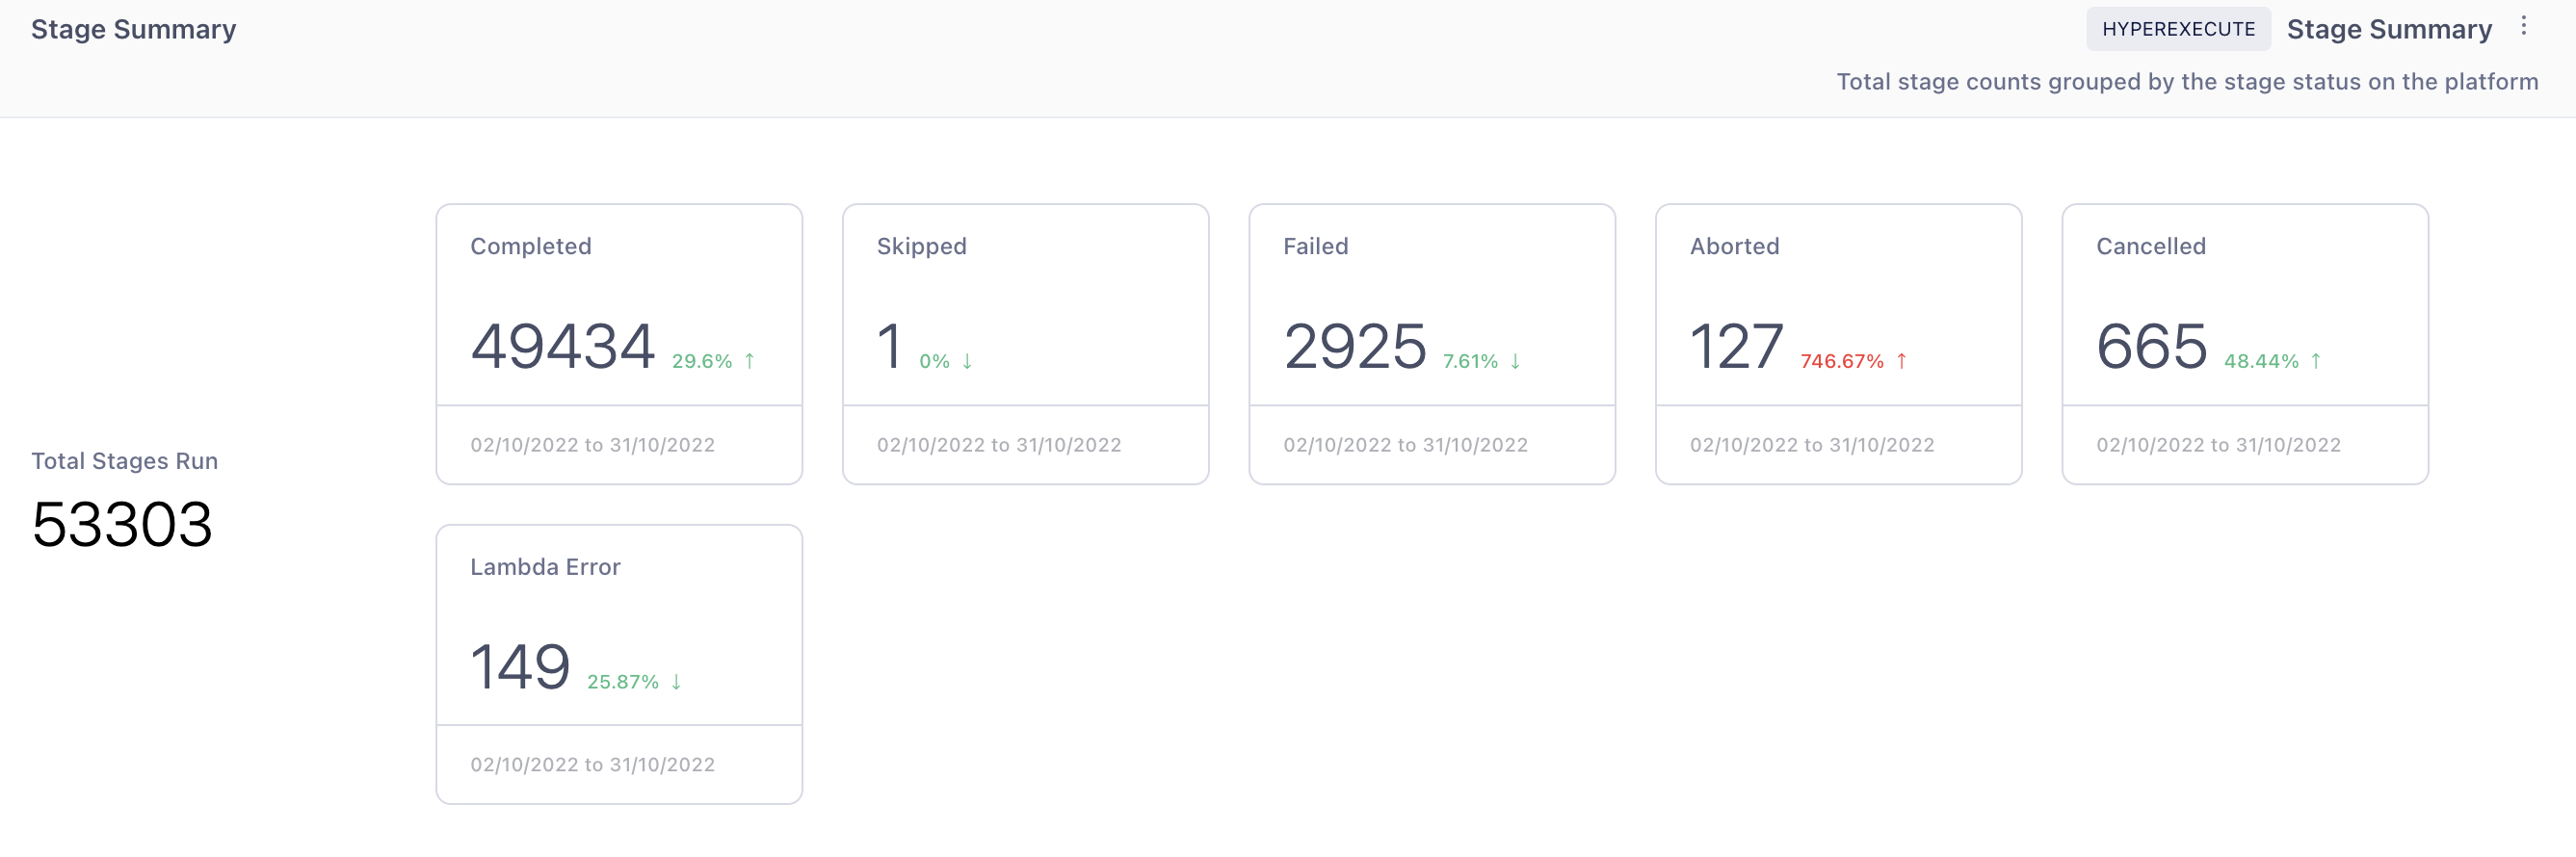 Stage Summary
HYPEREXECUTE Stage Summary
Total stage counts grouped by the stage status on the platform
Total Stages Run
53303
Completed
49434 29.6% ↑
02/10/2022 to 31/10/2022
Skipped
1 0% ↓
02/10/2022 to 31/10/2022
Failed
2925 7.61% ↓
02/10/2022 to 31/10/2022
Aborted
127 746.67% ↑
02/10/2022 to 31/10/2022
Cancelled
665 48.44% ↑
02/10/2022 to 31/10/2022
Lambda Error
149 25.87% ↓
02/10/2022 to 31/10/2022